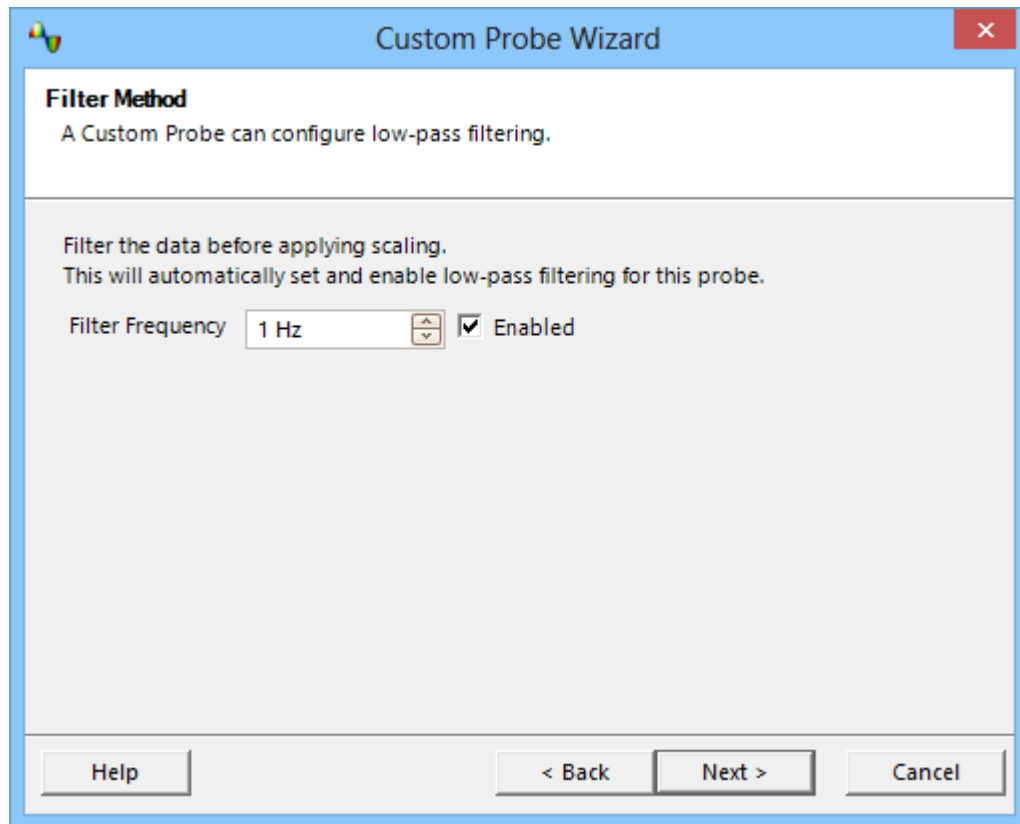 Custom Probe Wizard
Filter Method
A Custom Probe can configure low-pass filtering.
Filter the data before applying scaling.
This will automatically set and enable low-pass filtering for this probe.
Filter Frequency 1 Hz Enabled
Help < Back Next > Cancel